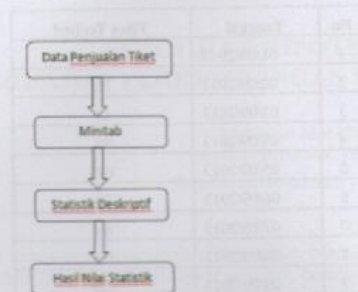 Data Penjualan Tiket
Minitab
Statistik Deskriptif
Hasil Nilai Statistik